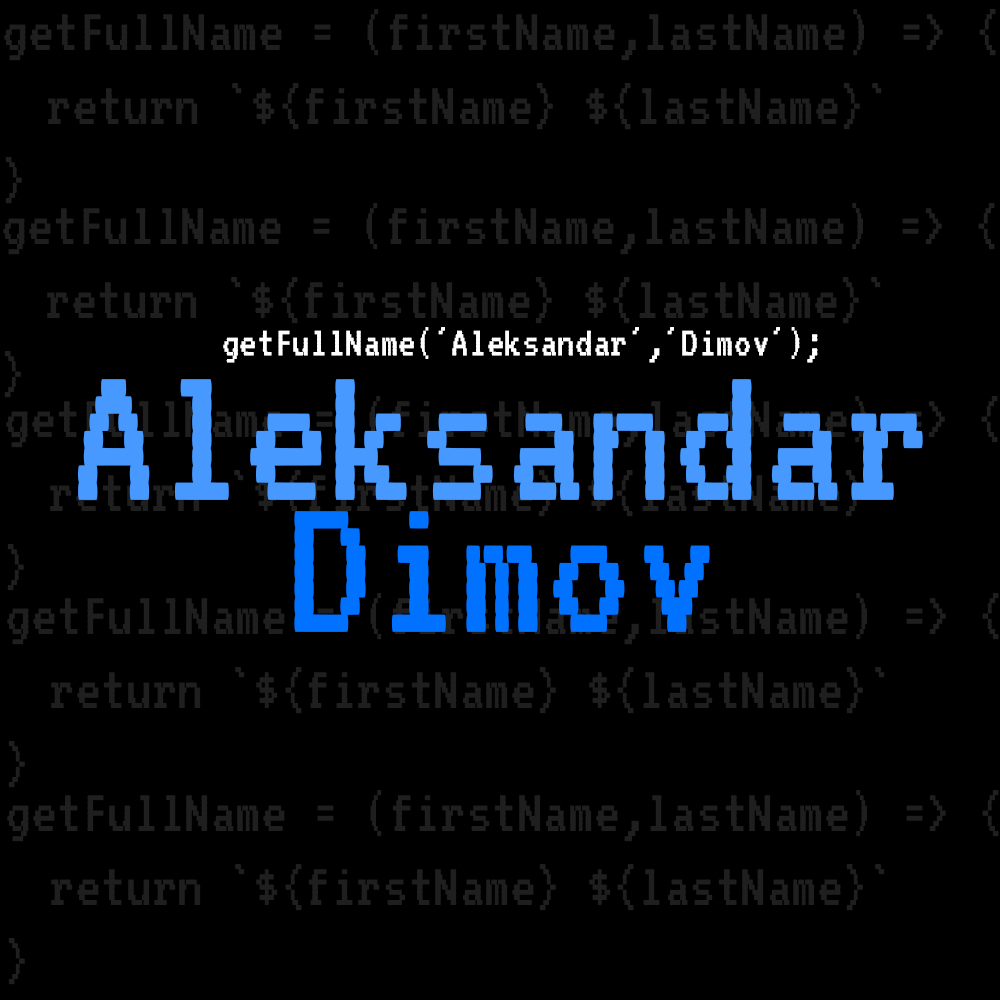 getFullName = (firstName,lastName) => {
return `${firstName} ${lastName}`
}
getFullName = (firstName,lastName) => {
return `${firstName} ${lastName}`
getFullName(´Aleksandar´,´Dimov´);
}
Aleksandar
getFullName = (firstName,lastName) => {
return `${firstName} ${lastName}`
Dimov
}
getFullName = (firstName,lastName) => {
return `${firstName} ${lastName}`
}
getFullName = (firstName,lastName) => {
return `${firstName} ${lastName}`
}